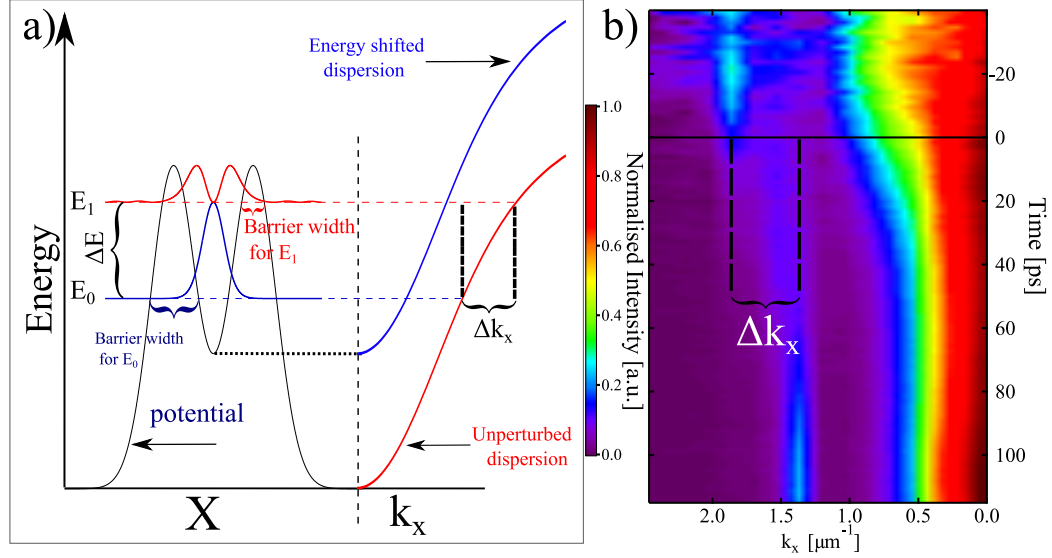 a)
Energy
Energy shifted
dispersion
E₁
ΔE
Barrier width
for E₁
E₀
Barrier width
for E₀
Δkₓ
potential
Unperturbed
dispersion
X
kₓ
1.0
0.8
0.6
0.4
0.2
0.0
Normalised Intensity
[a.u.]
b)
Δkₓ
-20
0
20
40
60
80
100
Time [ps]
2.0
1.5
1.0
0.5
0.0
kₓ [μm⁻¹]